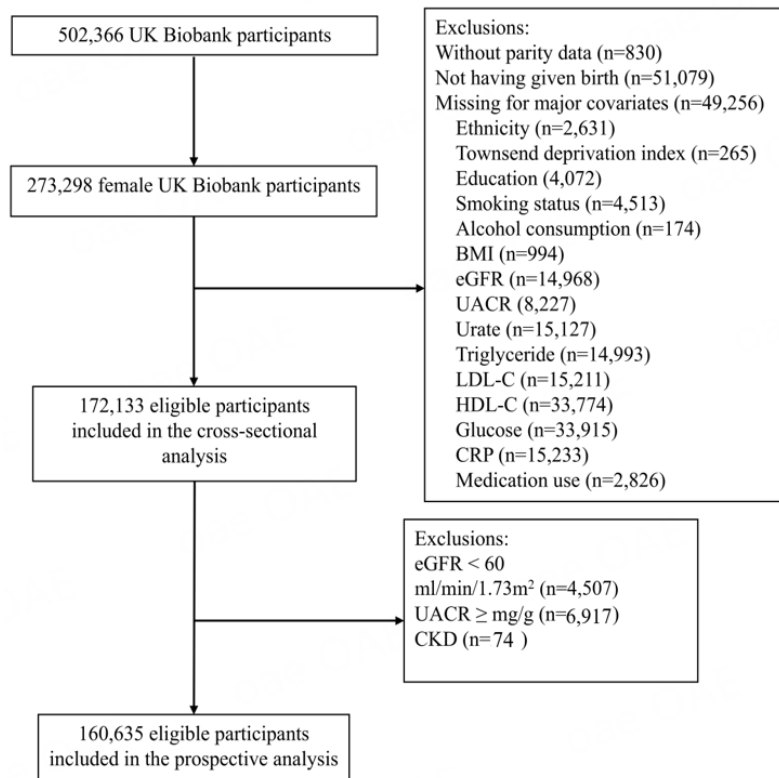 502,366 UK Biobank participants
Exclusions:
Without parity data (n=830)
Not having given birth (n=51,079)
Missing for major covariates (n=49,256)
Ethnicity (n=2,631)
Townsend deprivation index (n=265)
Education (4,072)
Smoking status (n=4,513)
Alcohol consumption (n=174)
BMI (n=994)
eGFR (n=14,968)
UACR (8,227)
Urate (n=15,127)
Triglyceride (n=14,993)
LDL-C (n=15,211)
HDL-C (n=33,774)
Glucose (n=33,915)
CRP (n=15,233)
Medication use (n=2,826)
273,298 female UK Biobank participants
172,133 eligible participants
included in the cross-sectional
analysis
Exclusions:
eGFR < 60
ml/min/1.73m² (n=4,507)
UACR ≥ mg/g (n=6,917)
CKD (n=74 )
160,635 eligible participants
included in the prospective analysis